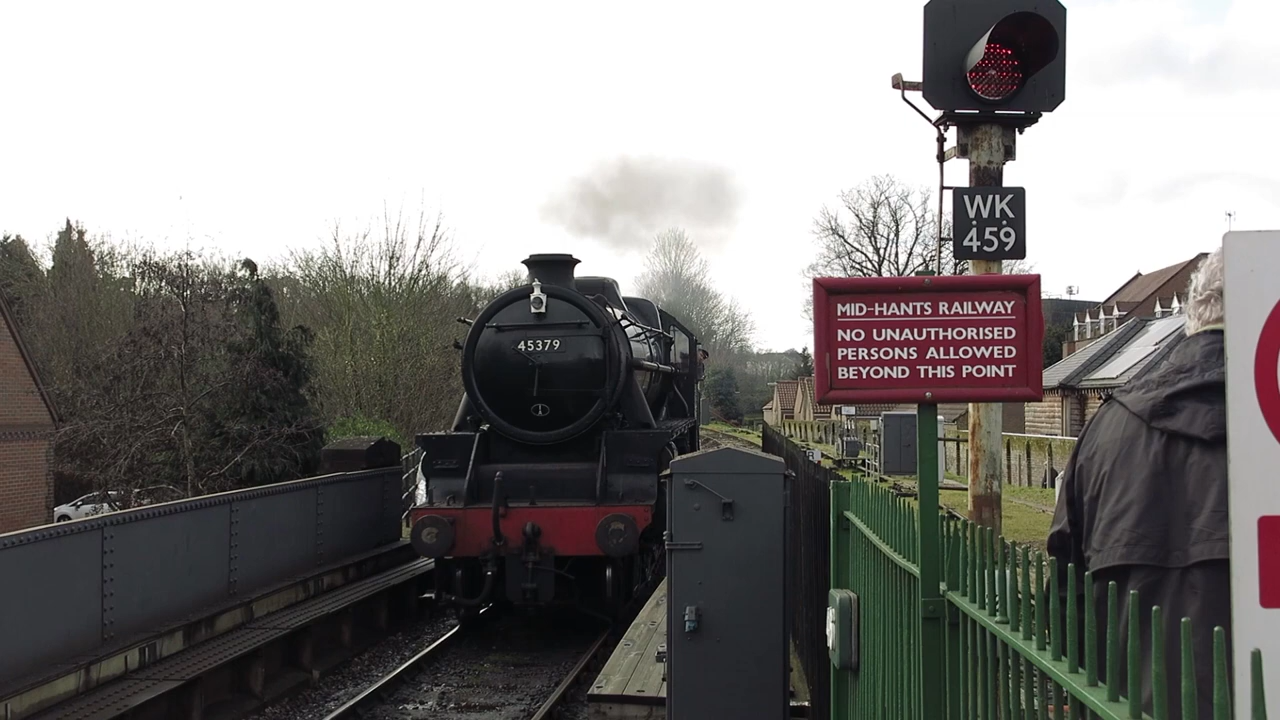 WK
459
MID-HANTS RAILWAY
NO UNAUTHORISED
PERSONS ALLOWED
BEYOND THIS POINT
45379